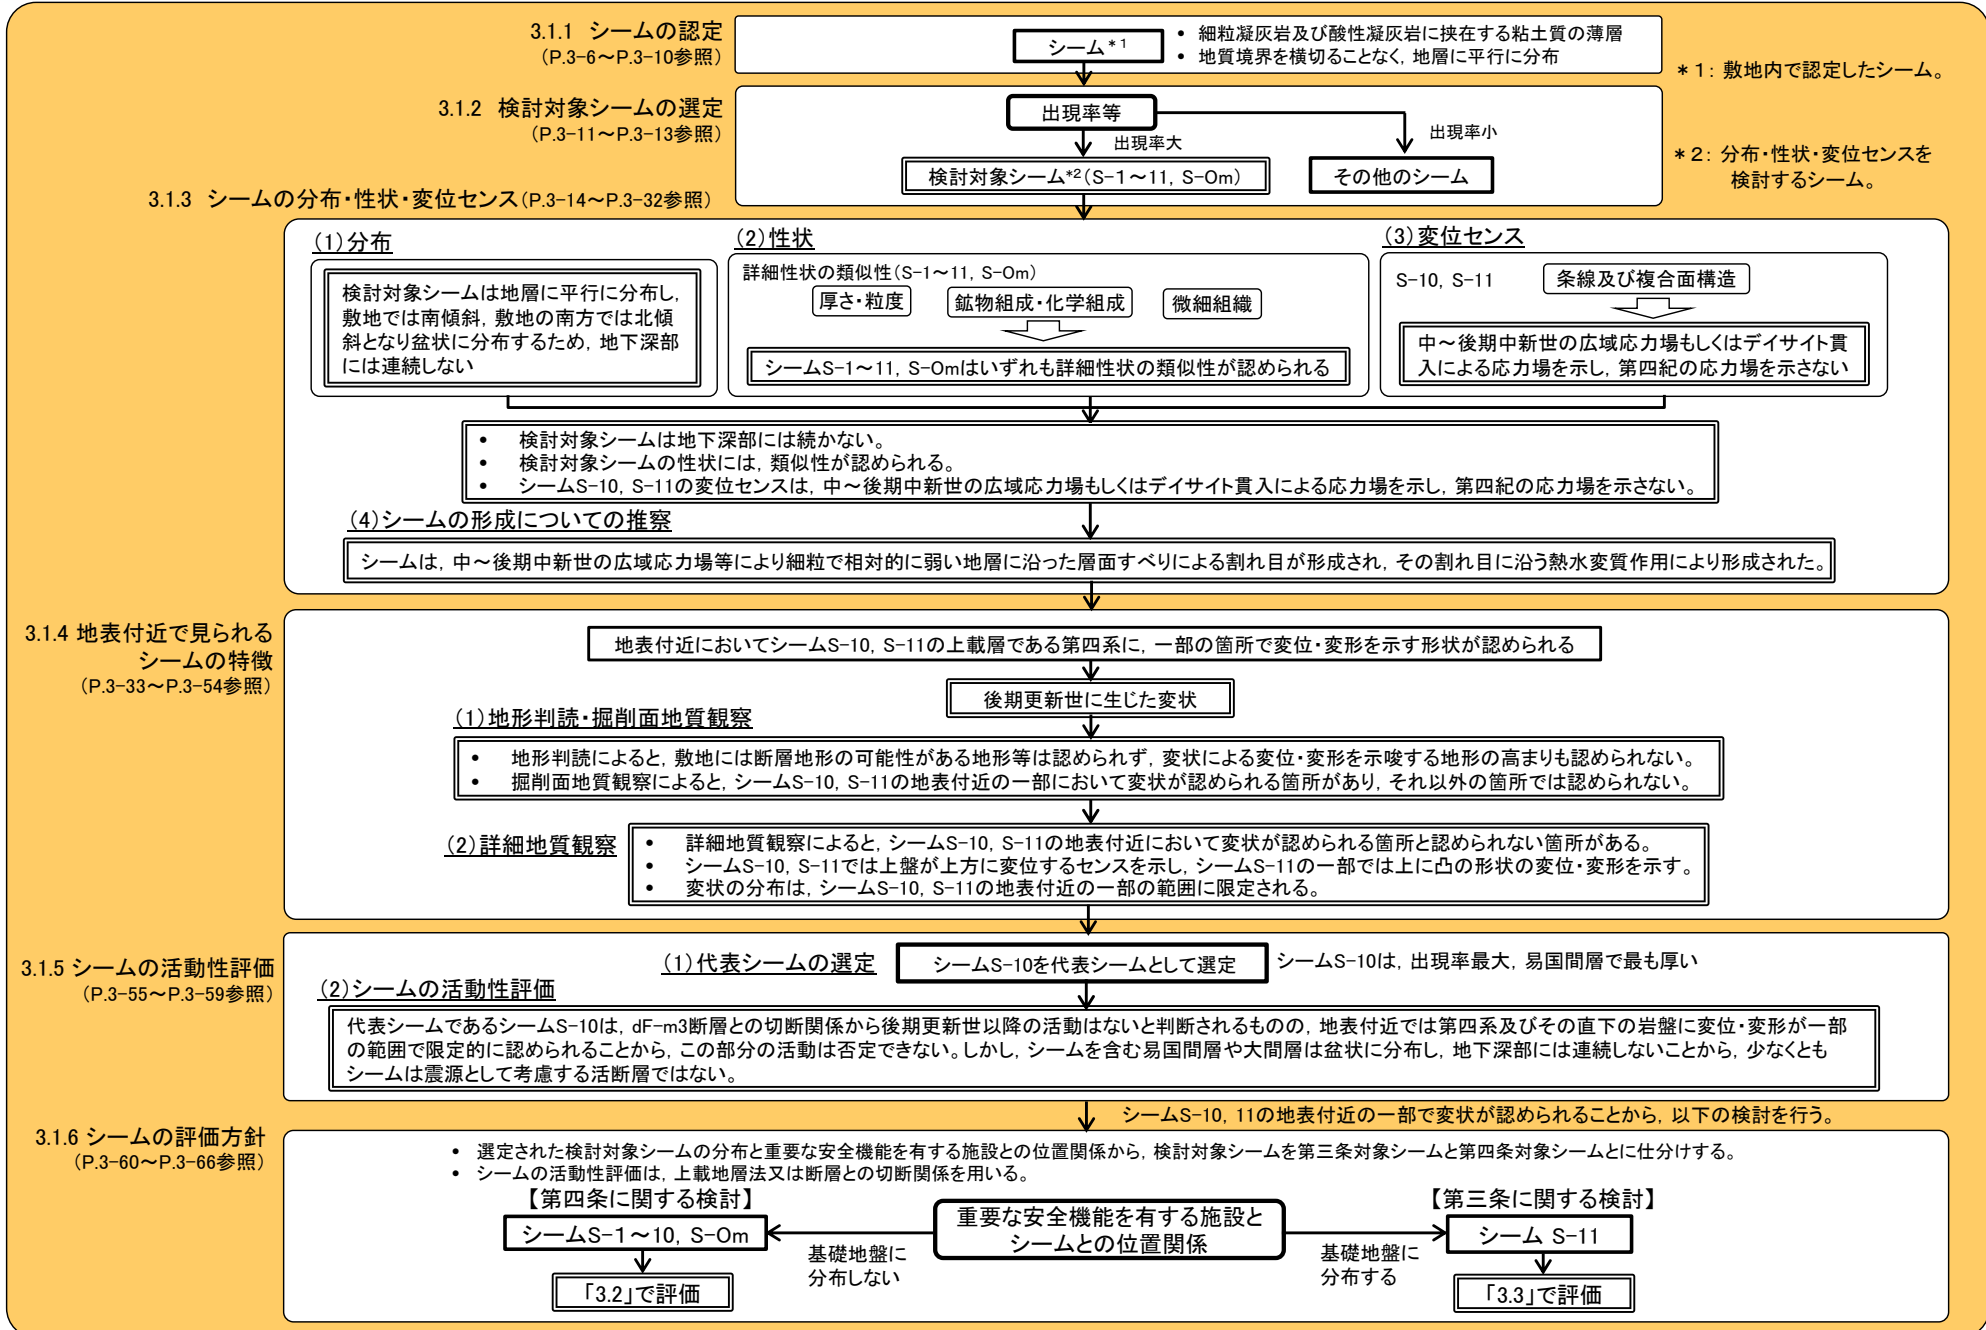 3.1.1 シームの認定
(P.3-6～P.3-10参照)
シーム＊1
• 細粒凝灰岩及び酸性凝灰岩に挟在する粘土質の薄層
• 地質境界を横切ることなく，地層に平行に分布
＊1：敷地内で認定したシーム。
3.1.2 検討対象シームの選定
(P.3-11～P.3-13参照)
出現率等
出現率大
出現率小
検討対象シーム*2（S-1～11, S-Om）
その他のシーム
＊2：分布・性状・変位センスを
検討するシーム。
3.1.3 シームの分布・性状・変位センス(P.3-14～P.3-32参照)
(1)分布
検討対象シームは地層に平行に分布し，
敷地では南傾斜，敷地の南方では北傾
斜となり盆状に分布するため，地下深部
には連続しない
(2)性状
詳細性状の類似性(S-1～11, S-Om)
厚さ・粒度
鉱物組成・化学組成
微細組織
シームS-1～11, S-Omはいずれも詳細性状の類似性が認められる
(3)変位センス
S-10, S-11
条線及び複合面構造
中～後期中新世の広域応力場もしくはデイサイト貫
入による応力場を示し，第四紀の応力場を示さない
• 検討対象シームは地下深部には続かない。
• 検討対象シームの性状には，類似性が認められる。
• シームS-10, S-11の変位センスは，中～後期中新世の広域応力場もしくはデイサイト貫入による応力場を示し，第四紀の応力場を示さない。
(4)シームの形成についての推察
シームは，中～後期中新世の広域応力場等により細粒で相対的に弱い地層に沿った層面すべりによる割れ目が形成され，その割れ目に沿う熱水変質作用により形成された。
3.1.4 地表付近で見られる
シームの特徴
(P.3-33～P.3-54参照)
地表付近においてシームS-10, S-11の上載層である第四系に，一部の箇所で変位・変形を示す形状が認められる
後期更新世に生じた変状
(1)地形判読・掘削面地質観察
• 地形判読によると，敷地には断層地形の可能性がある地形等は認められず，変状による変位・変形を示唆する地形の高まりも認められない。
• 掘削面地質観察によると，シームS-10, S-11の地表付近の一部において変状が認められる箇所があり，それ以外の箇所では認められない。
(2)詳細地質観察
• 詳細地質観察によると，シームS-10, S-11の地表付近において変状が認められる箇所と認められない箇所がある。
• シームS-10, S-11では上盤が上方に変位するセンスを示し，シームS-11の一部では上に凸の形状の変位・変形を示す。
• 変状の分布は，シームS-10, S-11の地表付近の一部の範囲に限定される。
3.1.5 シームの活動性評価
(P.3-55～P.3-59参照)
(1)代表シームの選定
シームS-10を代表シームとして選定
シームS-10は，出現率最大，易国間層で最も厚い
(2)シームの活動性評価
代表シームであるシームS-10は，dF-m3断層との切断関係から後期更新世以降の活動はないと判断されるものの，地表付近では第四系及びその直下の岩盤に変位・変形が一部
の範囲で限定的に認められることから，この部分の活動は否定できない。しかし，シームを含む易国間層や大間層は盆状に分布し，地下深部には連続しないことから，少なくとも
シームは震源として考慮する活断層ではない。
シームS-10, 11の地表付近の一部で変状が認められることから，以下の検討を行う。
3.1.6 シームの評価方針
(P.3-60～P.3-66参照)
• 選定された検討対象シームの分布と重要な安全機能を有する施設との位置関係から，検討対象シームを第三条対象シームと第四条対象シームとに仕分けする。
• シームの活動性評価は，上載地層法又は断層との切断関係を用いる。
【第四条に関する検討】
シームS-1～10, S-Om
「3.2」で評価
基礎地盤に
分布しない
重要な安全機能を有する施設と
シームとの位置関係
基礎地盤に
分布する
【第三条に関する検討】
シーム S-11
「3.3」で評価